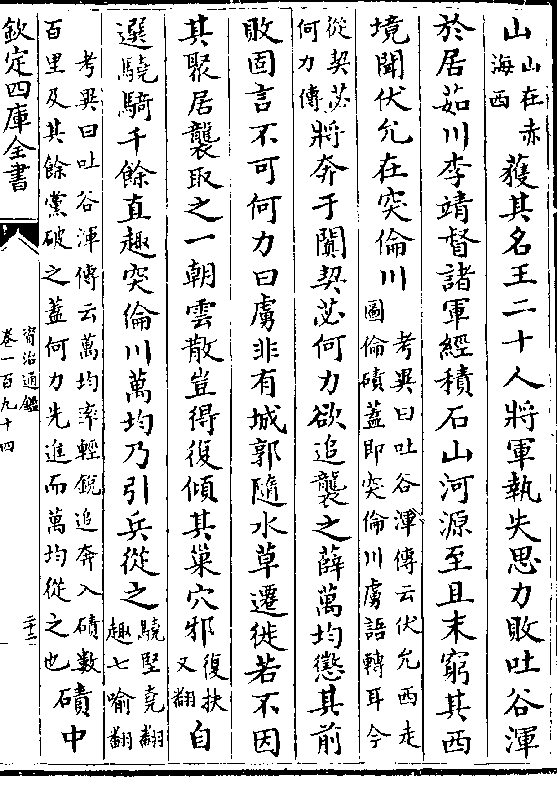 山山在赤海西獲其名王二十人將軍執失思力敗吐谷渾
於居茹川李靖督諸軍經積石山河源至且末窮其西
境聞伏允在突倫川考異曰吐谷渾傳云伏允西走圖倫磧蓋即突倫川虜語轉耳今
從契苾何力傳將奔于闐契苾何力欲追襲之薛萬均懲其前
敗固言不可何力曰虜非有城郭隨水草遷徙若不因
其聚居襲取之一朝雲散豈得復傾其巢穴邪復扶又翻自
選驍騎千餘直趣突倫川萬均乃引兵從之驍堅堯翻趣七喻翻
考異曰吐谷渾傳云萬均率輕銳追奔入磧數百里及其餘黨破之蓋何力先進而萬均從之也磧中
欽定四庫全書
資治通鑑
卷一百九十四
二十三